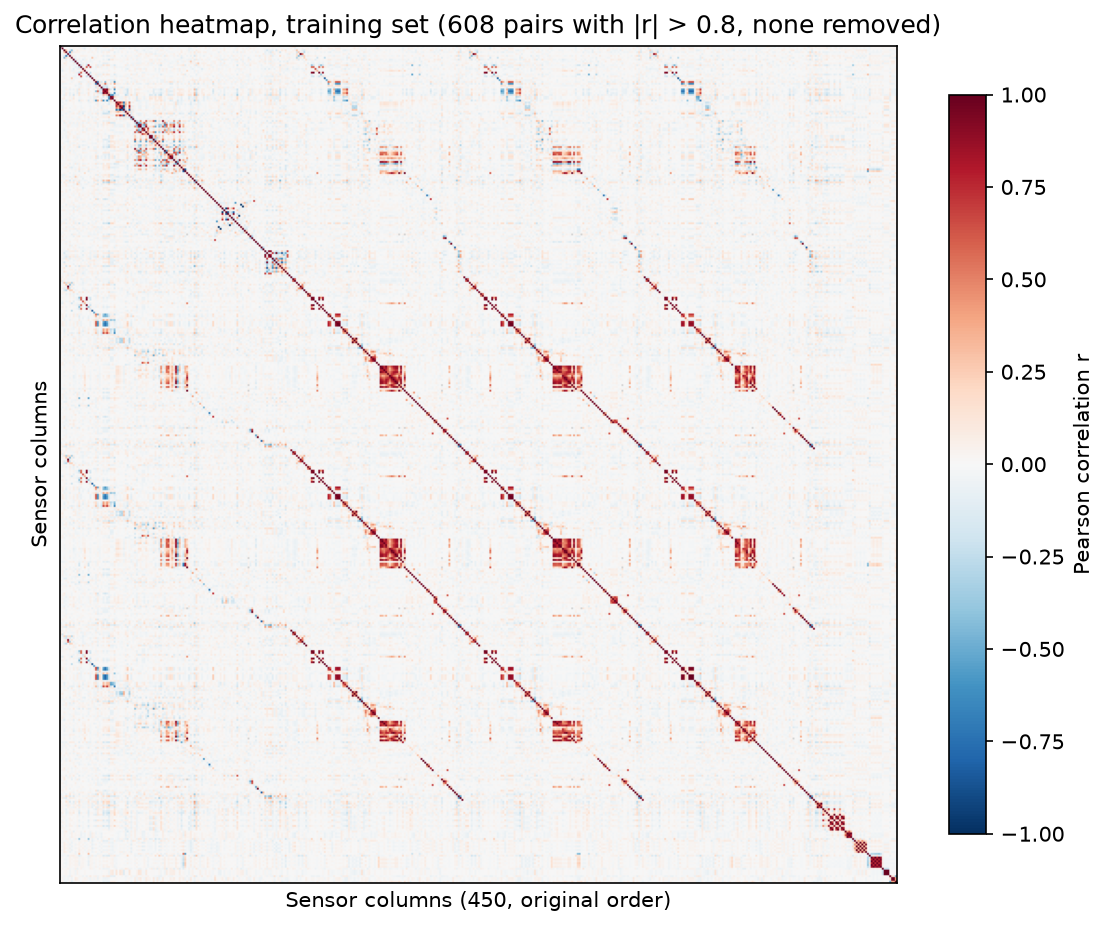 Correlation heatmap, training set (608 pairs with |r| > 0.8, none removed)
Sensor columns
Sensor columns (450, original order)
1.00
0.75
0.50
0.25
0.00
−0.25
−0.50
−0.75
−1.00
Pearson correlation r